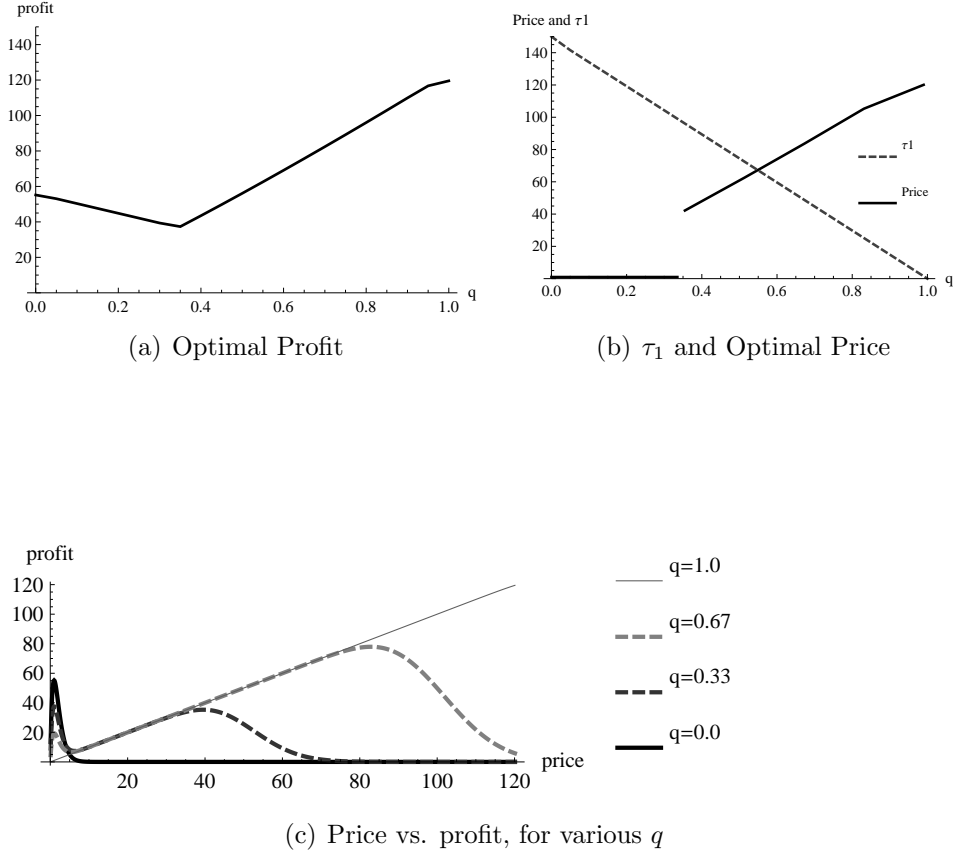 profit
140
120
100
80
60
40
20
0.0 0.2 0.4 0.6 0.8 1.0 q
(a) Optimal Profit
Price and τ1
140
120
100
80
60
40
20
0.0 0.2 0.4 0.6 0.8 1.0 q
τ1
Price
(b) τ₁ and Optimal Price
profit
120
100
80
60
40
20
20 40 60 80 100 120 price
q=1.0
q=0.67
q=0.33
q=0.0
(c) Price vs. profit, for various q